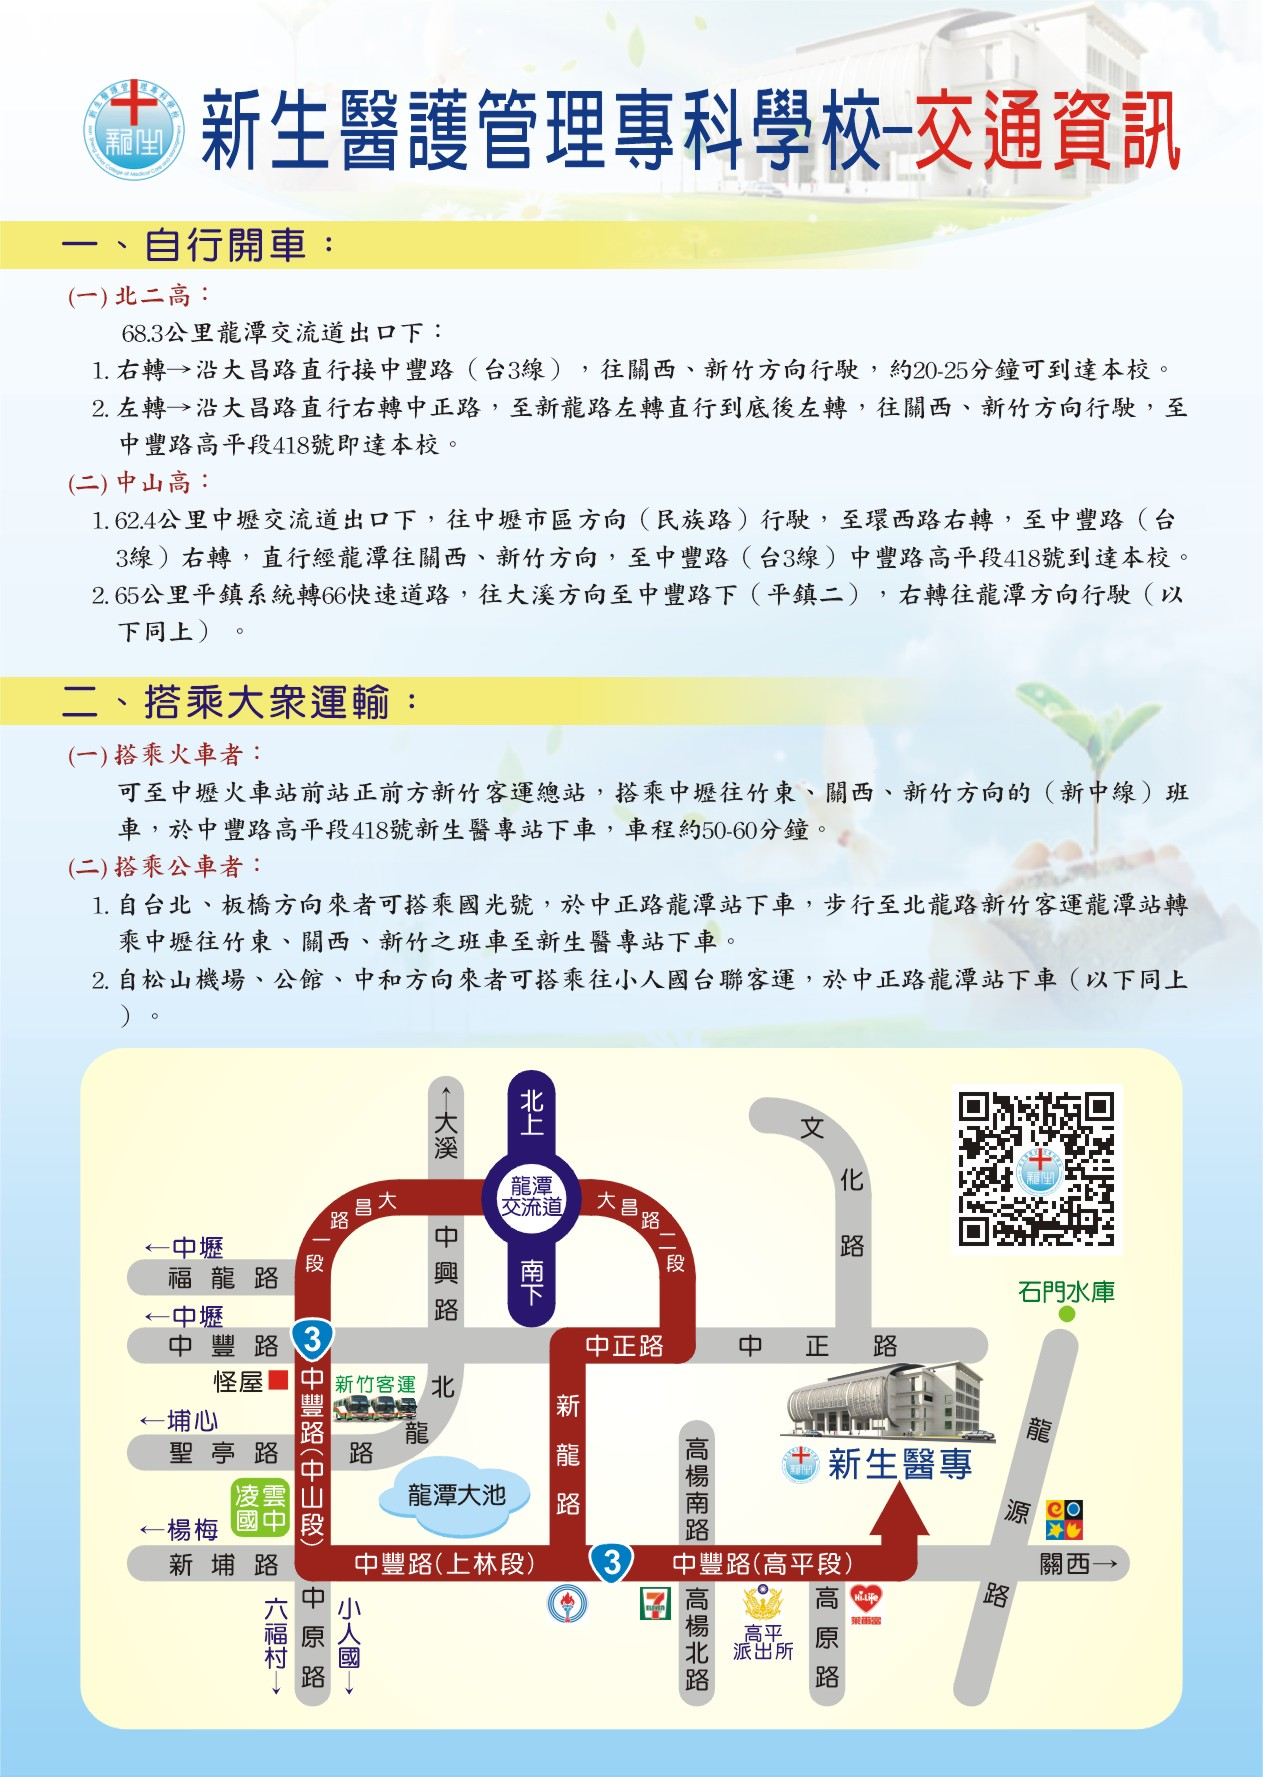 新生醫護管理專科學校-交通資訊
一、自行開車：
(一) 北二高：
68.3公里龍潭交流道出口下：
1. 右轉→沿大昌路直行接中豐路（台3線），往關西、新竹方向行駛，約20-25分鐘可到達本校。
2. 左轉→沿大昌路直行右轉中正路，至新龍路左轉直行到底後左轉，往關西、新竹方向行駛，至
中豐路高平段418號即達本校。
(二) 中山高：
1. 62.4公里中壢交流道出口下，往中壢市區方向（民族路）行駛，至環西路右轉，至中豐路（台
3線）右轉，直行經龍潭往關西、新竹方向，至中豐路（台3線）中豐路高平段418號到達本校。
2. 65公里平鎮系統轉66快速道路，往大溪方向至中豐路下（平鎮二），右轉往龍潭方向行駛（以
下同上） 。
二、搭乘大眾運輸：
(一) 搭乘火車者：
可至中壢火車站前站正前方新竹客運總站，搭乘中壢往竹東、關西、新竹方向的（新中線）班
車，於中豐路高平段418號新生醫專站下車，車程約50-60分鐘。
(二) 搭乘公車者：
1. 自台北、板橋方向來者可搭乘國光號，於中正路龍潭站下車，步行至北龍路新竹客運龍潭站轉
乘中壢往竹東、關西、新竹之班車至新生醫專站下車。
2. 自松山機場、公館、中和方向來者可搭乘往小人國台聯客運，於中正路龍潭站下車（以下同上
）。
←大溪
北上
龍潭
交流道
南下
大昌路一段
大昌路二段
文化路
中興路
←中壢
福龍路
←中壢
中豐路
3
中正路
中正路
石門水庫
怪屋
新竹客運
北龍路
←埔心
聖亭路
中豐路(中山段)
新龍路
高楊南路
新生醫專
龍源路
凌雲
國中
龍潭大池
←楊梅
新埔路
中豐路(上林段)
3
中豐路(高平段)
關西→
六福村→
中原路
小人國→
7
ELEVEN
高楊北路
高平
派出所
高原路
Hi-Life
萊爾富